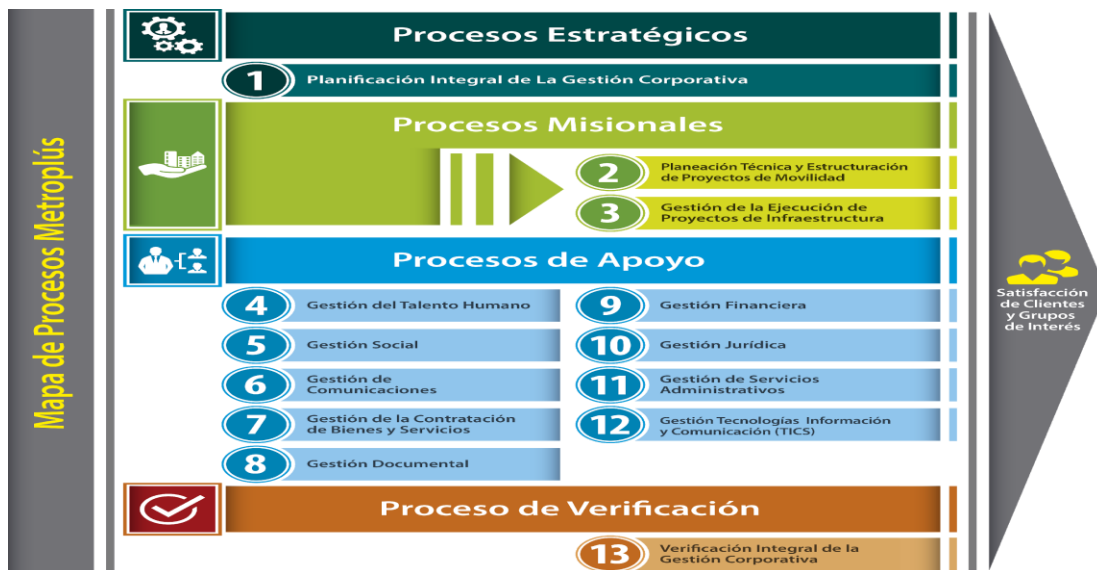 Mapa de Procesos Metroplús
Procesos Estratégicos
1
Planificación Integral de La Gestión Corporativa
Procesos Misionales
2
Planeación Técnica y Estructuración
de Proyectos de Movilidad
3
Gestión de la Ejecución de
Proyectos de Infraestructura
Procesos de Apoyo
4
Gestión del Talento Humano
5
Gestión Social
6
Gestión de
Comunicaciones
7
Gestión de la Contratación
de Bienes y Servicios
8
Gestión Documental
9
Gestión Financiera
10
Gestión Jurídica
11
Gestión de Servicios
Administrativos
12
Gestión Tecnologías Información
y Comunicación (TICS)
Proceso de Verificación
13
Verificación Integral de la
Gestión Corporativa
Satisfacción
de Clientes
y Grupos
de Interés